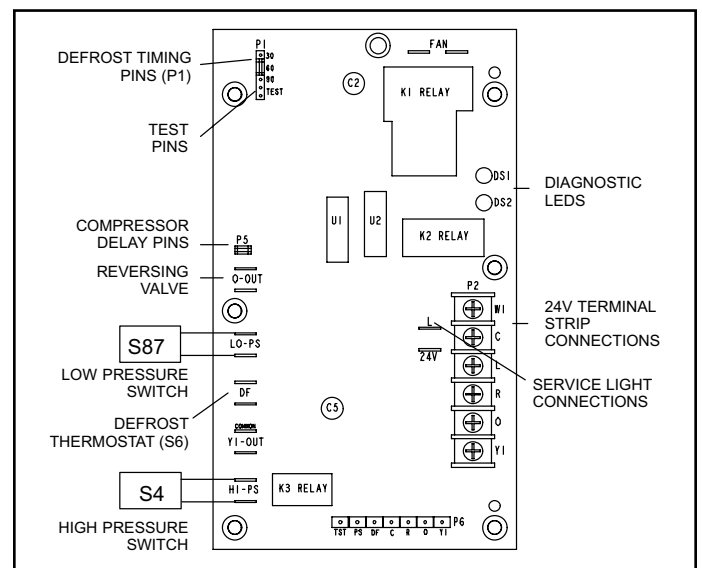 P1
FAN
DEFROST TIMING
PINS (P1)
30
60
90
TEST
C2
K1 RELAY
TEST
PINS
DS1
DS2
DIAGNOSTIC
LEDS
U1
U2
K2 RELAY
COMPRESSOR
DELAY PINS
P5
REVERSING
VALVE
O-OUT
P2
W1
C
L
R
O
Y1
24V TERMINAL
STRIP
CONNECTIONS
L
24V
SERVICE LIGHT
CONNECTIONS
S87
LO-PS
LOW PRESSURE
SWITCH
DF
DEFROST
THERMOSTAT (S6)
C5
COMMON
Y1-OUT
S4
HI-PS
K3 RELAY
HIGH PRESSURE
SWITCH
P6
TST PS DF C R O Y1